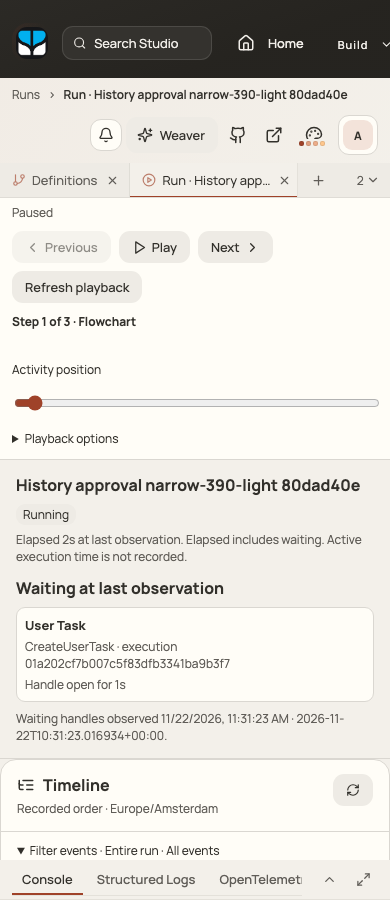 Search Studio
Home
Build
Runs > Run · History approval narrow-390-light 80dad40e
Weaver
A
Definitions
Run · History app...
2
Paused
Previous
Play
Next
Refresh playback
Step 1 of 3 · Flowchart
Activity position
Playback options
History approval narrow-390-light 80dad40e
Running
Elapsed 2s at last observation. Elapsed includes waiting. Active
execution time is not recorded.
Waiting at last observation
User Task
CreateUserTask · execution
01a202cf7b007c5f83dfb3341ba9b3f7
Handle open for 1s
Waiting handles observed 11/22/2026, 11:31:23 AM · 2026-11-
22T10:31:23.016934+00:00.
Timeline
Recorded order · Europe/Amsterdam
Filter events · Entire run · All events
Console
Structured Logs
OpenTelemet